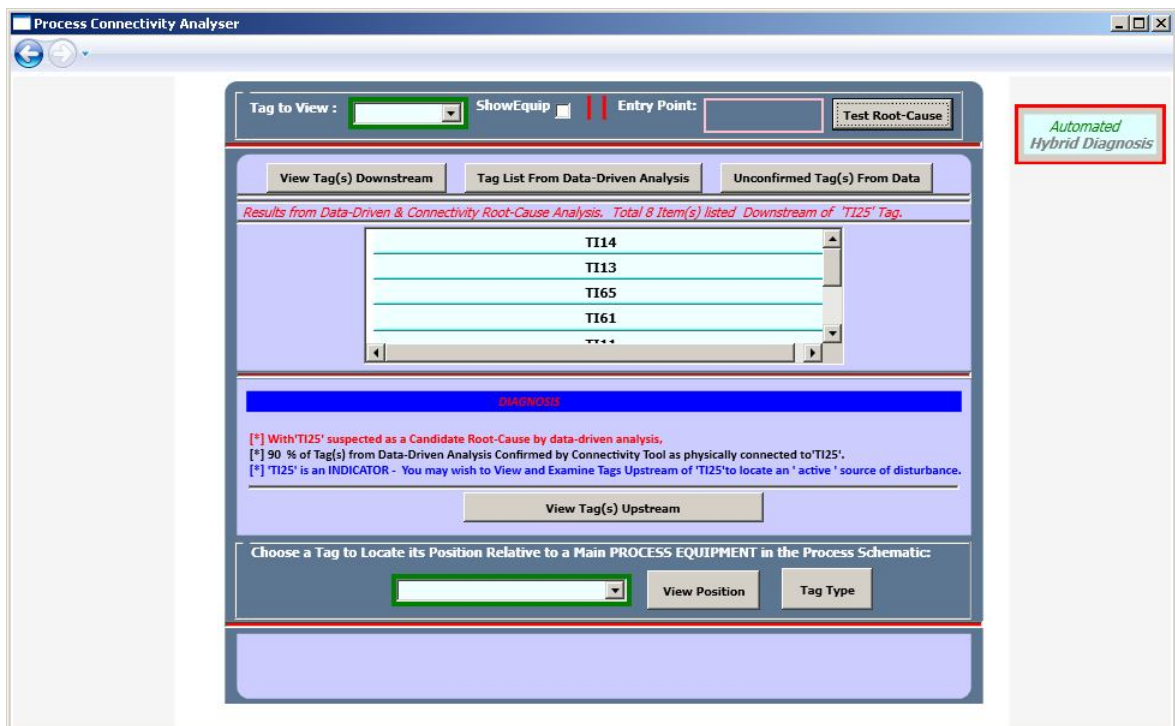 Process Connectivity Analyser
Tag to View :
ShowEquip
Entry Point:
Test Root-Cause
Automated
Hybrid Diagnosis
View Tag(s) Downstream
Tag List From Data-Driven Analysis
Unconfirmed Tag(s) From Data
Results from Data-Driven & Connectivity Root-Cause Analysis. Total 8 Item(s) listed Downstream of 'TI25' Tag.
TI14
TI13
TI65
TI61
TI11
DIAGNOSIS
[*] With'TI25' suspected as a Candidate Root-Cause by data-driven analysis,
[*] 90 % of Tag(s) from Data-Driven Analysis Confirmed by Connectivity Tool as physically connected to'TI25'.
[*] 'TI25' is an INDICATOR - You may wish to View and Examine Tags Upstream of 'TI25'to locate an ' active ' source of disturbance.
View Tag(s) Upstream
Choose a Tag to Locate its Position Relative to a Main PROCESS EQUIPMENT in the Process Schematic:
View Position
Tag Type